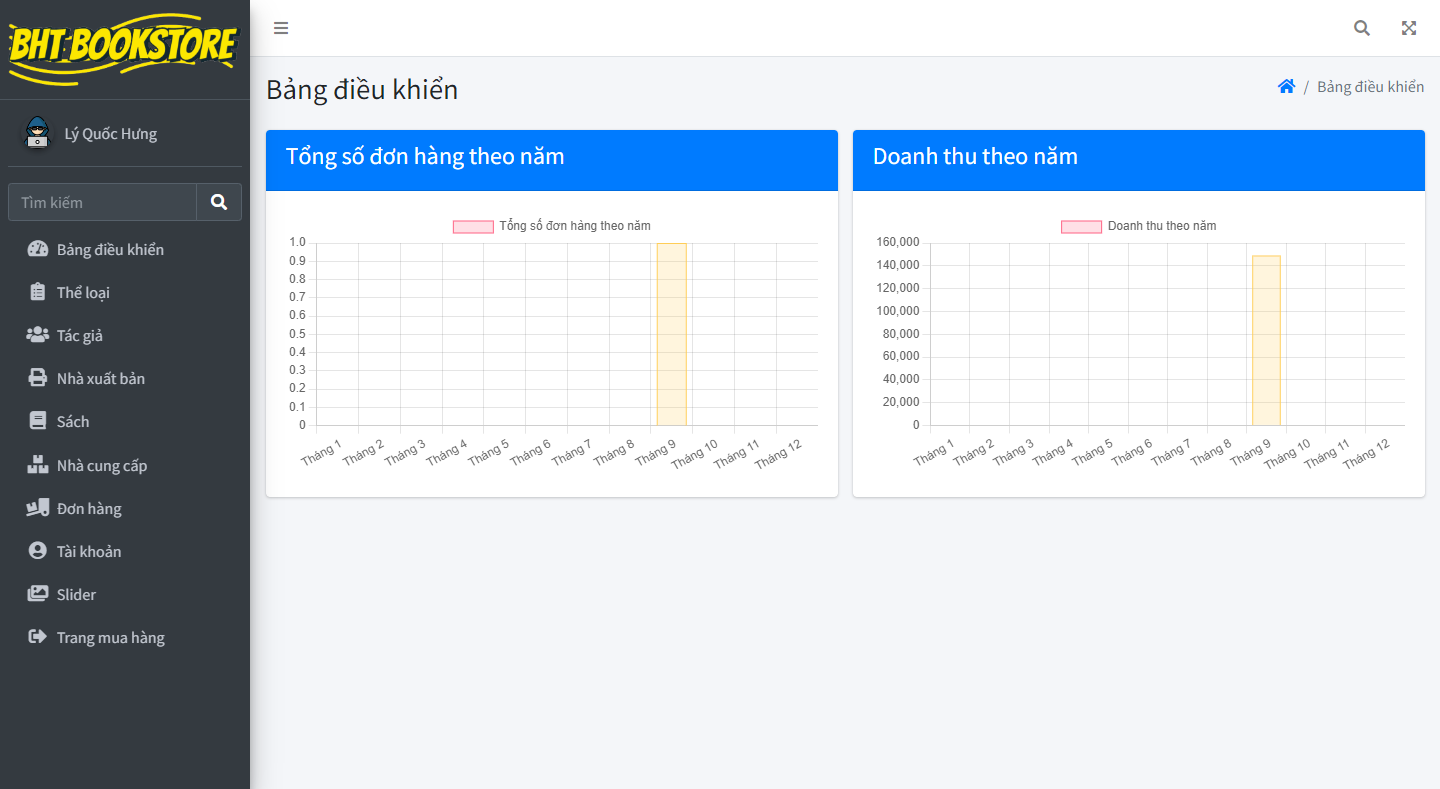 BHT BOOKSTORE
Lý Quốc Hưng
Tìm kiếm
Bảng điều khiển
Thể loại
Tác giả
Nhà xuất bản
Sách
Nhà cung cấp
Đơn hàng
Tài khoản
Slider
Trang mua hàng
Bảng điều khiển
/ Bảng điều khiển
Tổng số đơn hàng theo năm
Tổng số đơn hàng theo năm
1.0
0.9
0.8
0.7
0.6
0.5
0.4
0.3
0.2
0.1
0
Tháng 1 Tháng 2 Tháng 3 Tháng 4 Tháng 5 Tháng 6 Tháng 7 Tháng 8 Tháng 9 Tháng 10 Tháng 11 Tháng 12
Doanh thu theo năm
Doanh thu theo năm
160,000
140,000
120,000
100,000
80,000
60,000
40,000
20,000
0
Tháng 1 Tháng 2 Tháng 3 Tháng 4 Tháng 5 Tháng 6 Tháng 7 Tháng 8 Tháng 9 Tháng 10 Tháng 11 Tháng 12